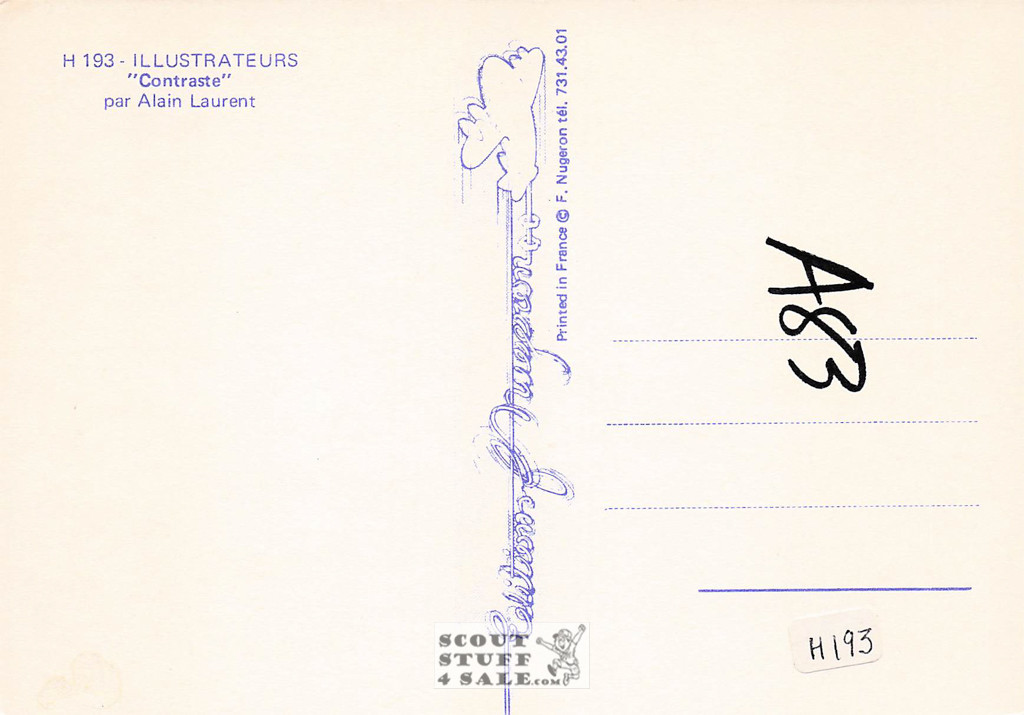 H 193 - ILLUSTRATEURS
"Contraste"
par Alain Laurent
Printed in France © F. Nugeron tél. 731.43.01
A83
H193
SCOUT
STUFF
4 SALE.COM